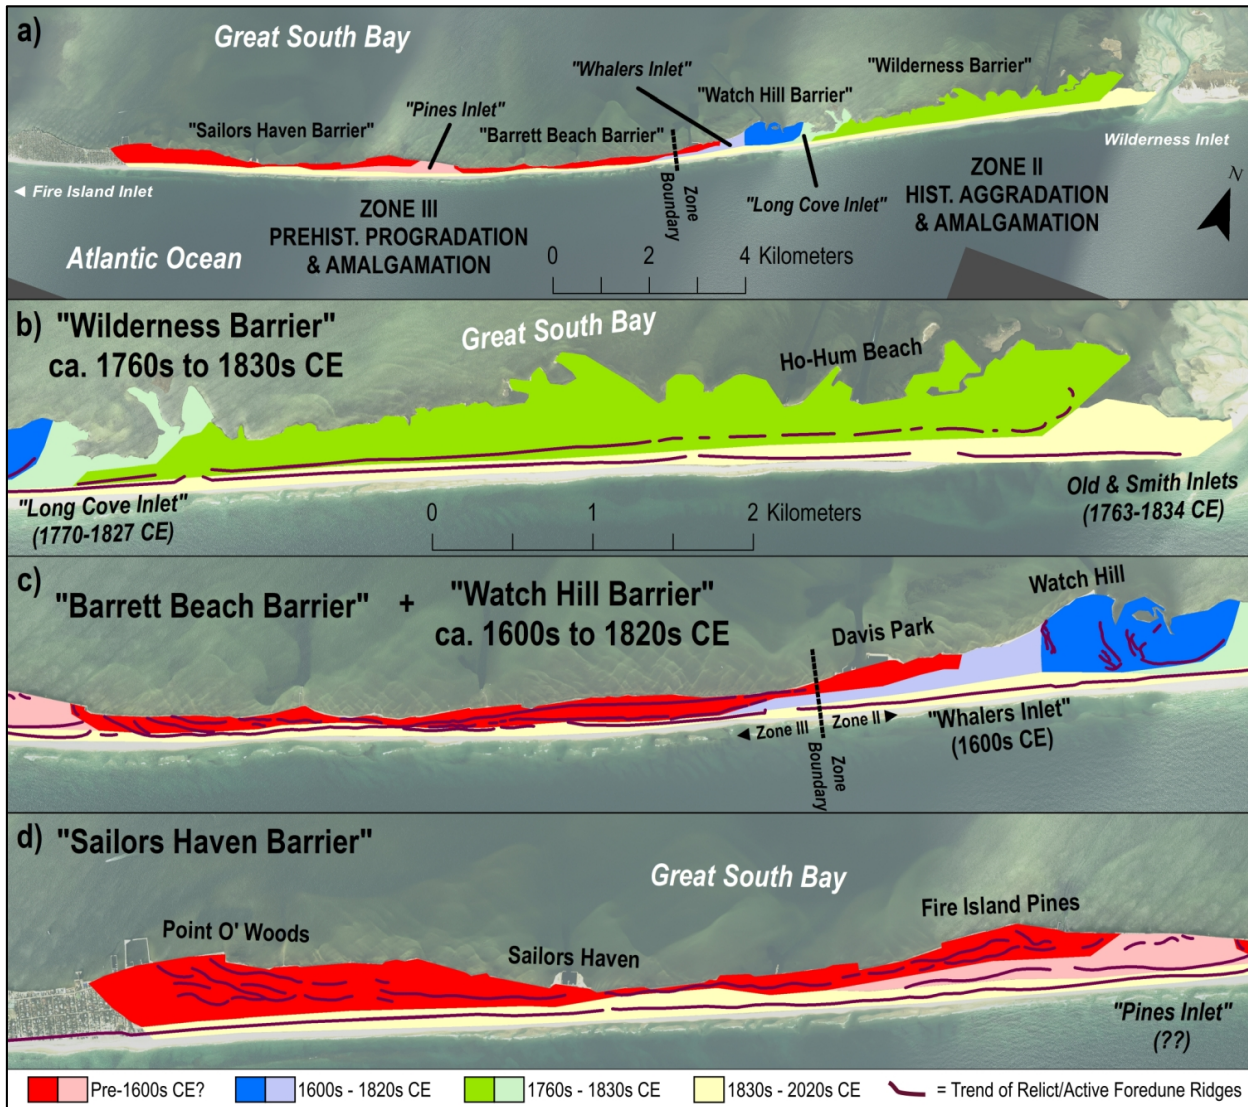 a)
Great South Bay
"Whalers Inlet"
"Wilderness Barrier"
"Watch Hill Barrier"
"Pines Inlet"
"Sailors Haven Barrier"
"Barrett Beach Barrier"
Wilderness Inlet
◄ Fire Island Inlet
Zone
Boundary
"Long Cove Inlet"
ZONE II
HIST. AGGRADATION
& AMALGAMATION
N
ZONE III
PREHIST. PROGRADATION
& AMALGAMATION
Atlantic Ocean
0 2 4 Kilometers
b) "Wilderness Barrier"
ca. 1760s to 1830s CE
Great South Bay
Ho-Hum Beach
"Long Cove Inlet"
(1770-1827 CE)
0 1 2 Kilometers
Old & Smith Inlets
(1763-1834 CE)
c)
"Barrett Beach Barrier" + "Watch Hill Barrier"
ca. 1600s to 1820s CE
Watch Hill
Davis Park
◄ Zone III
Zone II ►
Zone
Boundary
"Whalers Inlet"
(1600s CE)
d) "Sailors Haven Barrier"
Great South Bay
Point O' Woods
Sailors Haven
Fire Island Pines
"Pines Inlet"
(??)
Pre-1600s CE?
1600s - 1820s CE
1760s - 1830s CE
1830s - 2020s CE
= Trend of Relict/Active Foredune Ridges